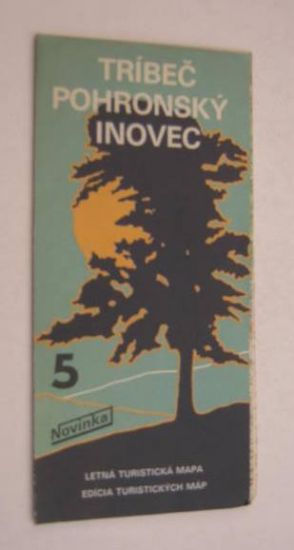 TRÍBEČ
POHRONSKÝ
INOVEC
5
Novinka
LETNÁ TURISTICKÁ MAPA
EDÍCIA TURISTICKÝCH MÁP